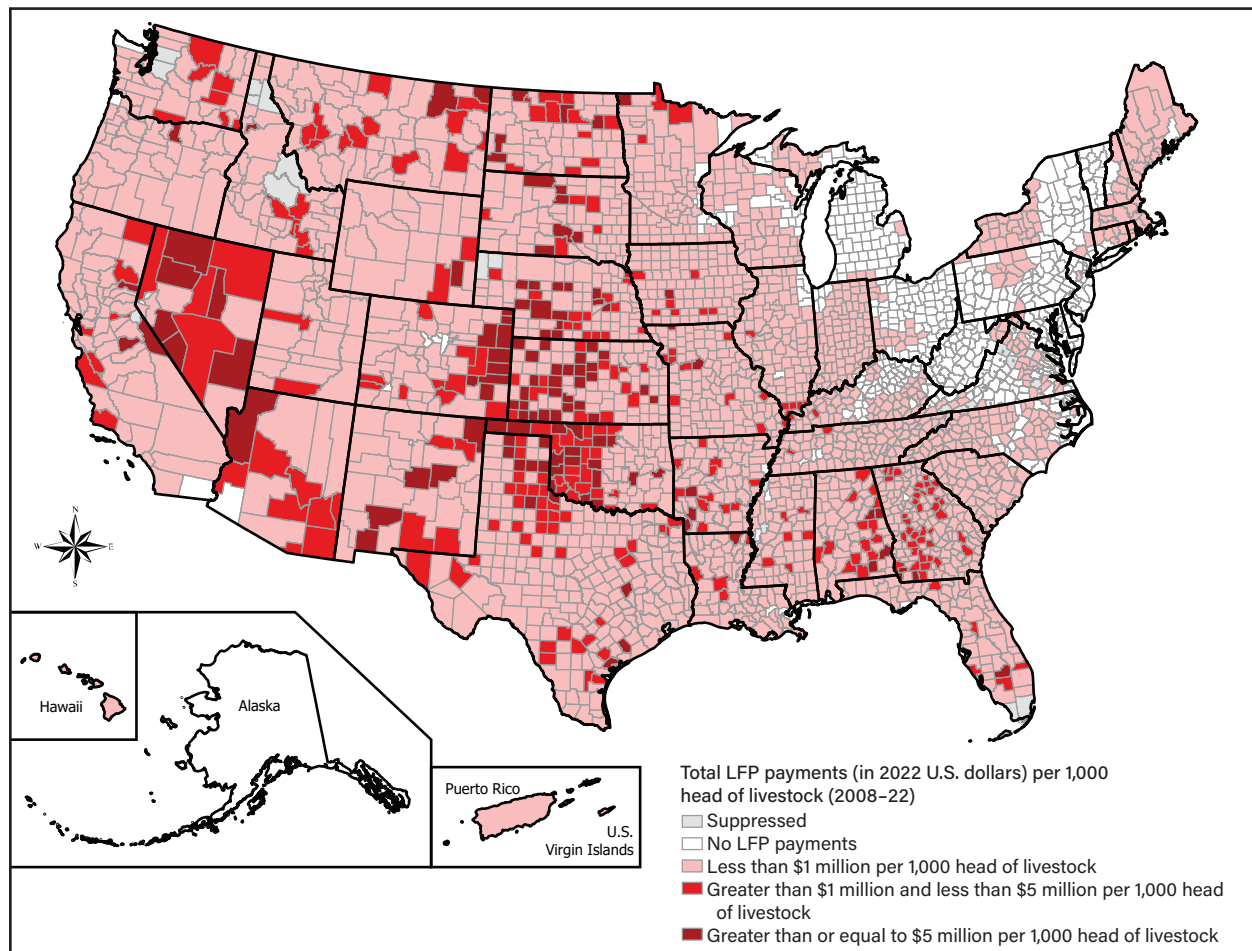 N
W E
S
Hawaii
Alaska
Puerto Rico
U.S.
Virgin Islands
Total LFP payments (in 2022 U.S. dollars) per 1,000
head of livestock (2008–22)
Suppressed
No LFP payments
Less than $1 million per 1,000 head of livestock
Greater than $1 million and less than $5 million per 1,000 head
of livestock
Greater than or equal to $5 million per 1,000 head of livestock